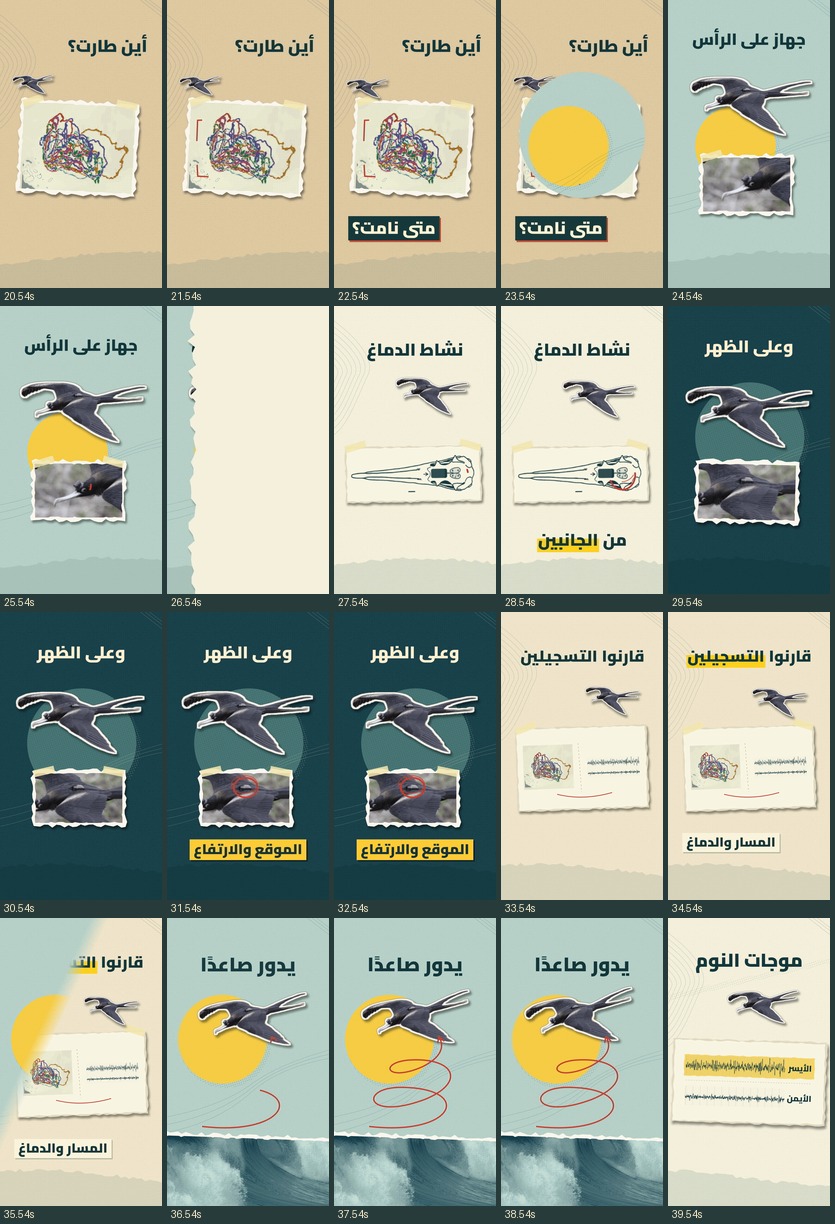 أين طارت؟
20.54s
أين طارت؟
21.54s
أين طارت؟
متى نامت؟
22.54s
أين طارت؟
متى نامت؟
23.54s
جهاز على الرأس
24.54s
جهاز على الرأس
25.54s
26.54s
نشاط الدماغ
27.54s
نشاط الدماغ
من الجانبين
28.54s
وعلى الظهر
29.54s
وعلى الظهر
30.54s
وعلى الظهر
الموقع والارتفاع
31.54s
وعلى الظهر
الموقع والارتفاع
32.54s
قارنوا التسجيلين
33.54s
قارنوا التسجيلين
المسار والدماغ
34.54s
قارنوا الت
المسار والدماغ
35.54s
يدور صاعدًا
36.54s
يدور صاعدًا
37.54s
يدور صاعدًا
38.54s
موجات النوم
الأيسر
الأيمن
39.54s